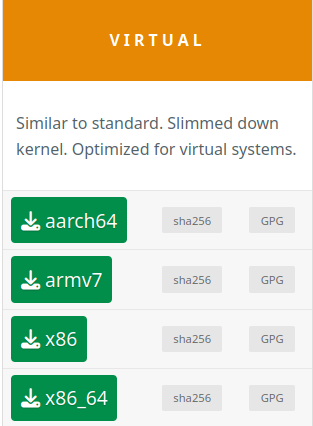 VIRTUAL
Similar to standard. Slimmed down
kernel. Optimized for virtual systems.
aarch64 sha256 GPG
armv7 sha256 GPG
x86 sha256 GPG
x86_64 sha256 GPG